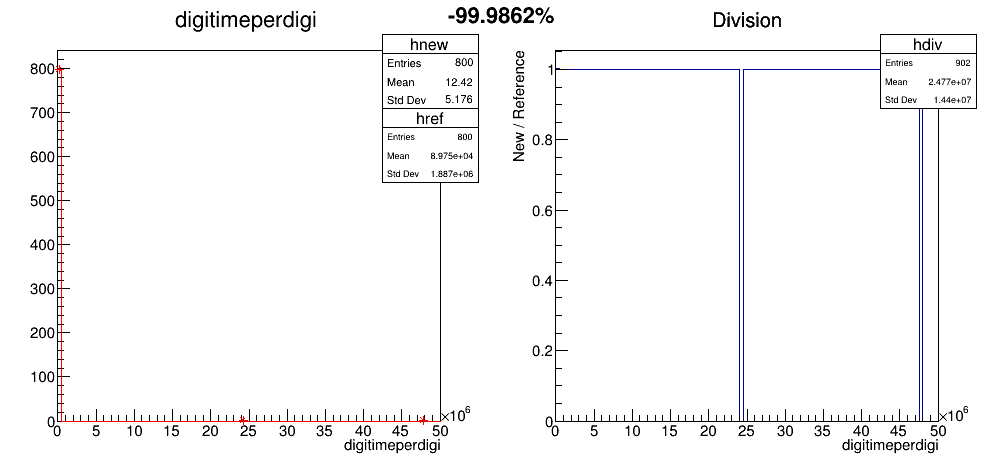 -99.9862%
digitimeperdigi
hnew
Entries 800
Mean 12.42
Std Dev 5.176
href
Entries 800
Mean 8.975e+04
Std Dev 1.887e+06
800
700
600
500
400
300
200
100
0
0 5 10 15 20 25 30 35 40 45 50
×10⁶
digitimeperdigi
Division
hdiv
Entries 902
Mean 2.477e+07
Std Dev 1.44e+07
New / Reference
1
0.8
0.6
0.4
0.2
0
0 5 10 15 20 25 30 35 40 45 50
×10⁶
digitimeperdigi